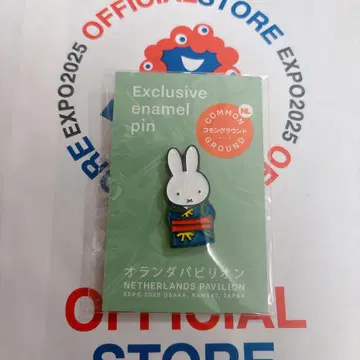 OFFICIAL STORE
EXPO2025
EXPO2025
Exclusive
enamel
pin
NL
COMMON
コモングラウンド
GROUND
オランダパビリオン
NETHERLANDS PAVILION
EXPO 2025 OSAKA, KANSAI, JAPAN
OFFICIAL
STORE